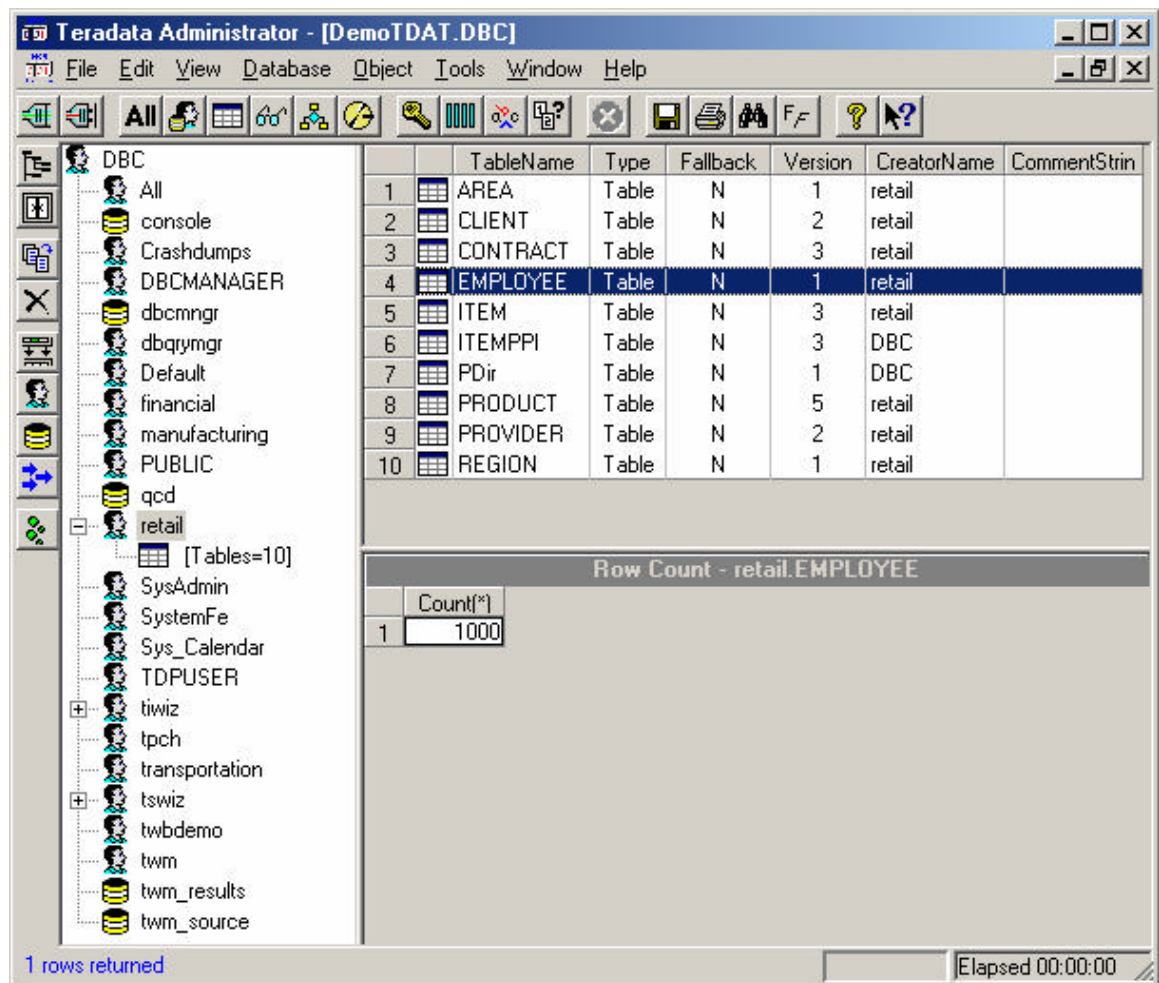 Teradata Administrator - [DemoTDAT.DBC]
File Edit View Database Object Tools Window Help
All FF ? ?
DBC
All
console
Crashdumps
DBCMANAGER
dbcmngr
dbqrymgr
Default
financial
manufacturing
PUBLIC
qcd
retail
[Tables=10]
SysAdmin
SystemFe
Sys_Calendar
TDPUSER
tiwiz
tpch
transportation
tswiz
twbdemo
twm
twm_results
twm_source
TableName Type Fallback Version CreatorName CommentStrin
1 AREA Table N 1 retail
2 CLIENT Table N 2 retail
3 CONTRACT Table N 3 retail
4 EMPLOYEE Table N 1 retail
5 ITEM Table N 3 retail
6 ITEMPPI Table N 3 DBC
7 PDir Table N 1 DBC
8 PRODUCT Table N 5 retail
9 PROVIDER Table N 2 retail
10 REGION Table N 1 retail
Row Count - retail.EMPLOYEE
Count(*)
1 1000
1 rows returned
Elapsed 00:00:00